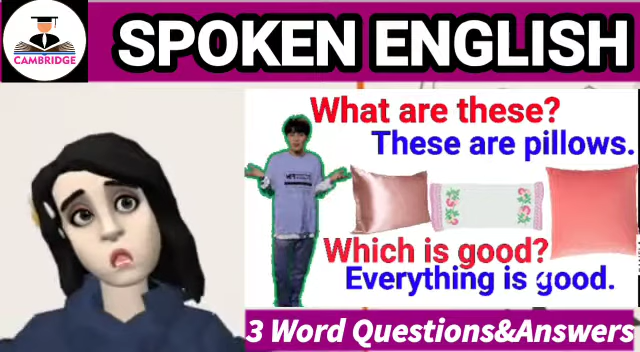 CAMBRIDGE
SPOKEN ENGLISH
What are these?
These are pillows.
Which is good?
Everything is good.
3 Word Questions&Answers